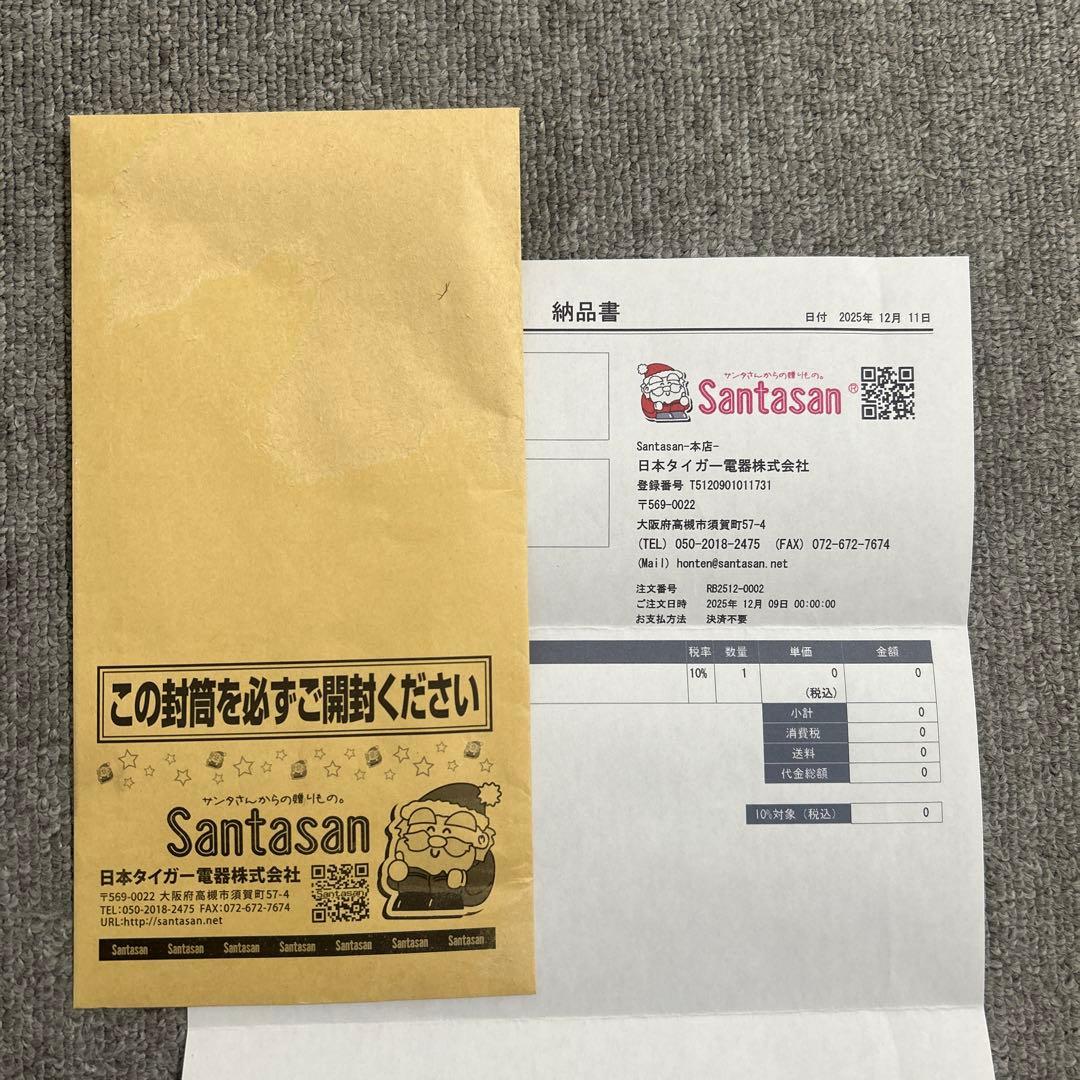 この封筒を必ずご開封ください
サンタさんからの贈りもの。
Santasan
日本タイガー電器株式会社
〒569-0022 大阪府高槻市須賀町57-4
TEL:050-2018-2475 FAX:072-672-7674
URL:http://santasan.net
Santasan
Santasan Santasan Santasan Santasan Santasan Santasan Santasan
納品書
日付 2025年 12月 11日
サンタさんからの贈りもの。
Santasan®
Santasan-本店-
日本タイガー電器株式会社
登録番号 T5120901011731
〒569-0022
大阪府高槻市須賀町57-4
(TEL) 050-2018-2475 (FAX) 072-672-7674
(Mail) honten@santasan.net
注文番号 RB2512-0002
ご注文日時 2025年 12月 09日 00:00:00
お支払方法 決済不要
税率 数量 単価 金額
10% 1 0 0
(税込)
小計 0
消費税 0
送料 0
代金総額 0
10%対象（税込） 0